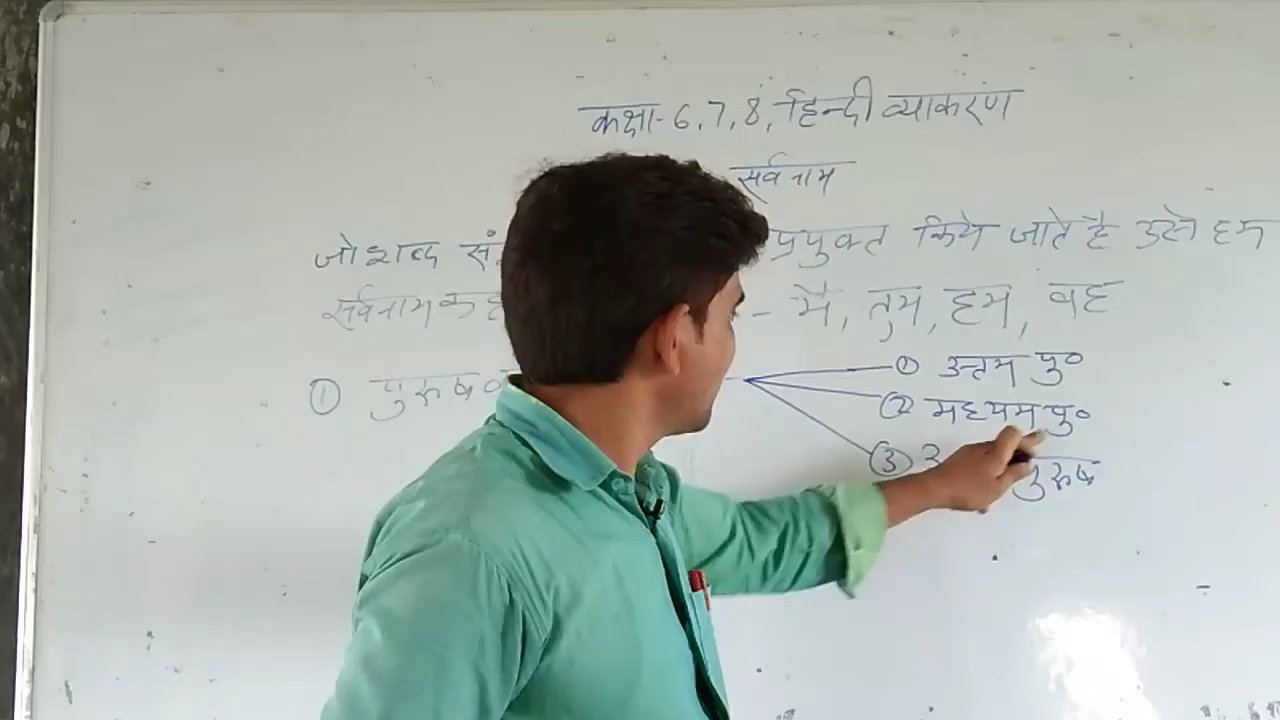 कक्षा- 6,7,8, हिन्दी व्याकरण
सर्वनाम
जो शब्द प्रयुक्त किये जाते है उसे हम
सर्वनाम - मै, तुम, हम, वह
① ① उत्तम पु०
② मध्यम पु०
③ पुरुष